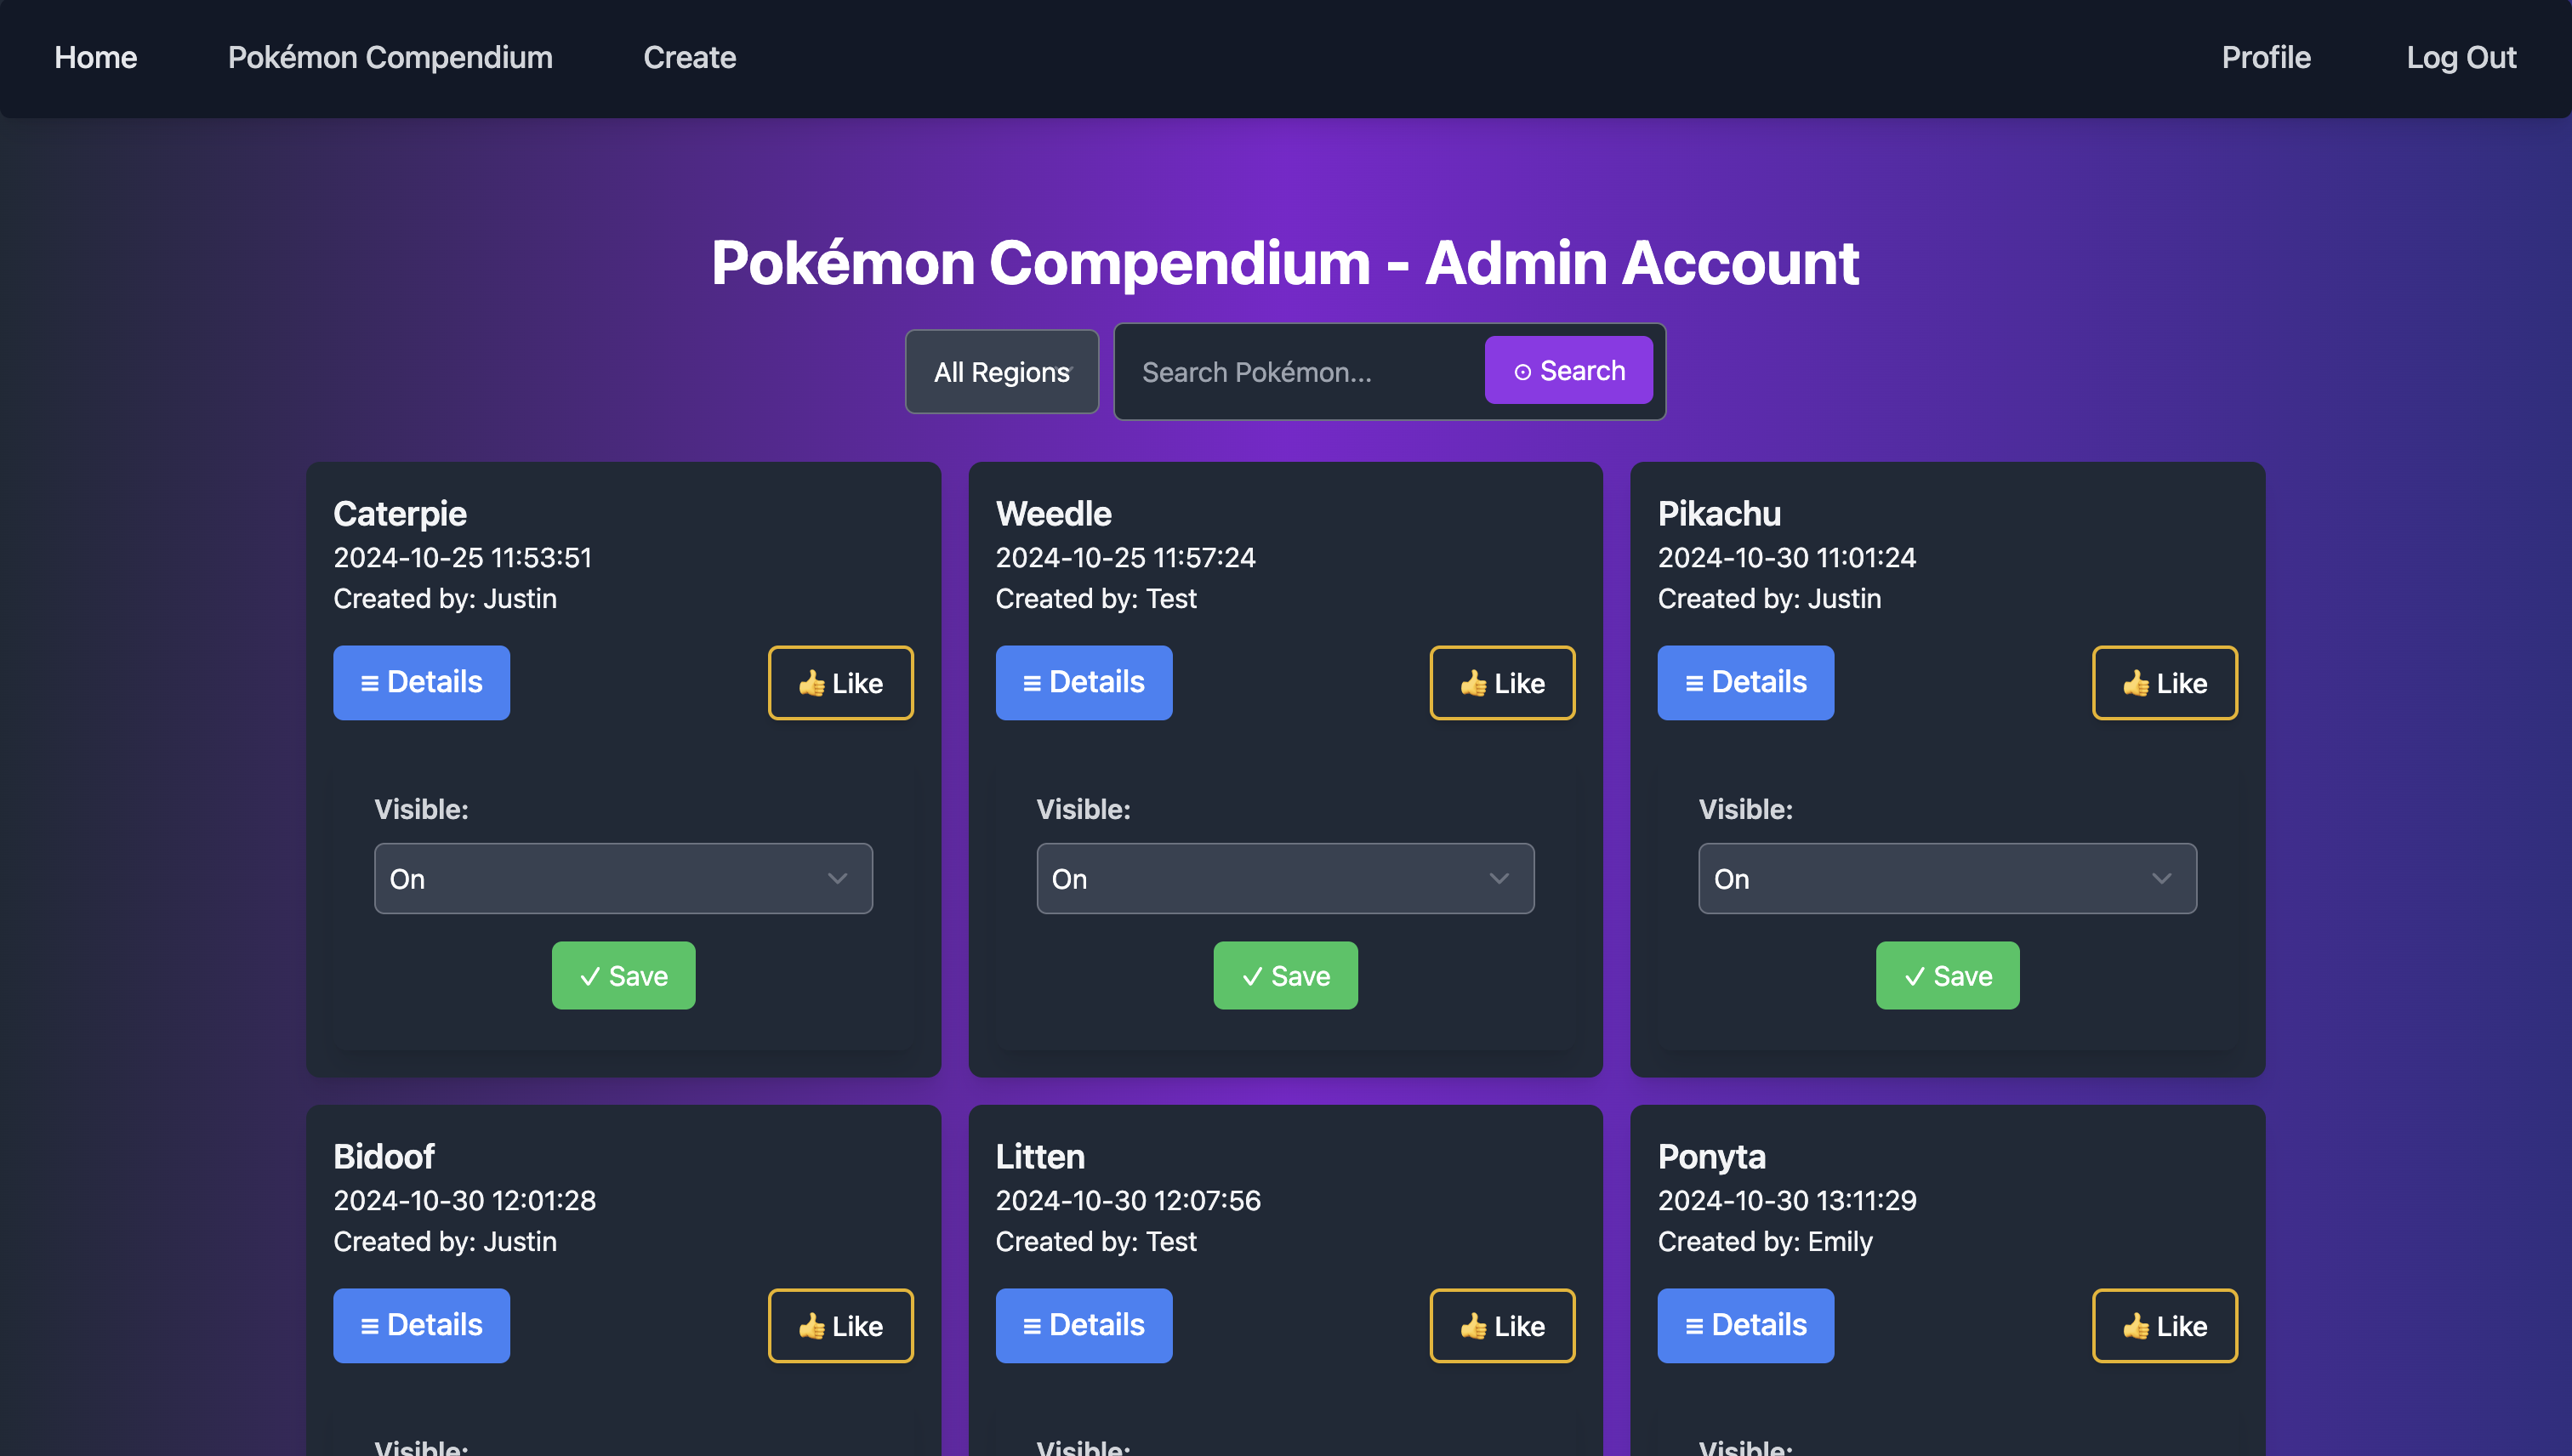 Home Pokémon Compendium Create Profile Log Out
Pokémon Compendium - Admin Account
All Regions Search Pokémon... Search
Caterpie
2024-10-25 11:53:51
Created by: Justin
Details 👍 Like
Visible:
On
✓ Save
Weedle
2024-10-25 11:57:24
Created by: Test
Details 👍 Like
Visible:
On
✓ Save
Pikachu
2024-10-30 11:01:24
Created by: Justin
Details 👍 Like
Visible:
On
✓ Save
Bidoof
2024-10-30 12:01:28
Created by: Justin
Details 👍 Like
Visible:
Litten
2024-10-30 12:07:56
Created by: Test
Details 👍 Like
Visible:
Ponyta
2024-10-30 13:11:29
Created by: Emily
Details 👍 Like
Visible: